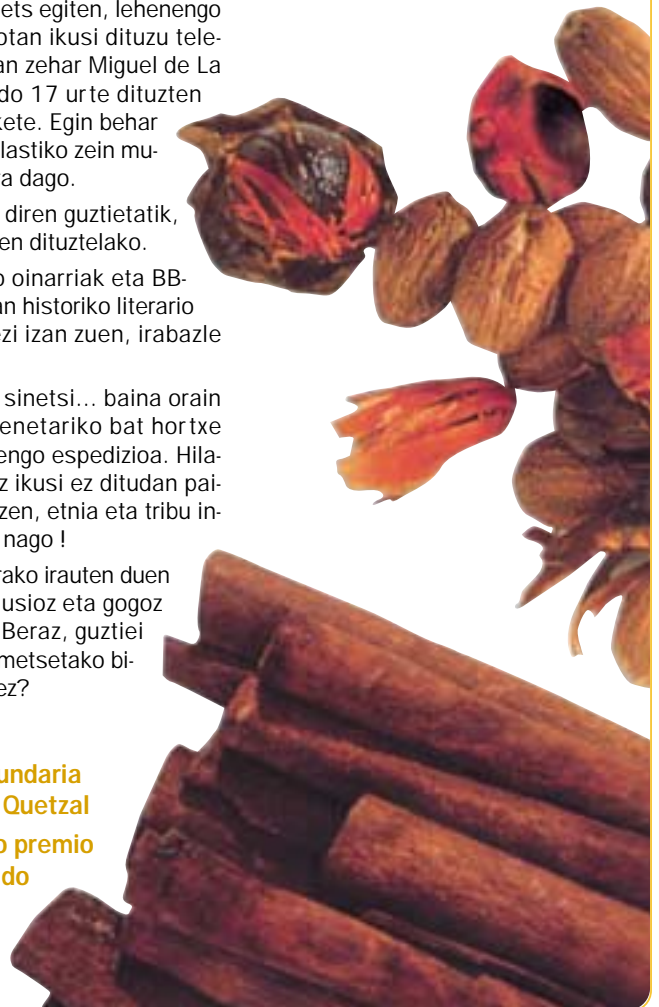 ets egiten, lehenengo
otan ikusi dituzu tele-
an zehar Miguel de La
do 17 urte dituzten
kete. Egin behar
lastiko zein mu-
a dago.
diren guztietatik,
en dituztelako.
o oinarriak eta BB-
an historiko literario
ezi izan zuen, irabazle
sinetsi... baina orain
enetariko bat hortxe
engo espedizioa. Hila-
z ikusi ez ditudan pai-
zen, etnia eta tribu in-
nago !
rako irauten duen
usioz eta gogoz
Beraz, guztiei
metsetako bi-
ez?
undaria
Quetzal
o premio
do